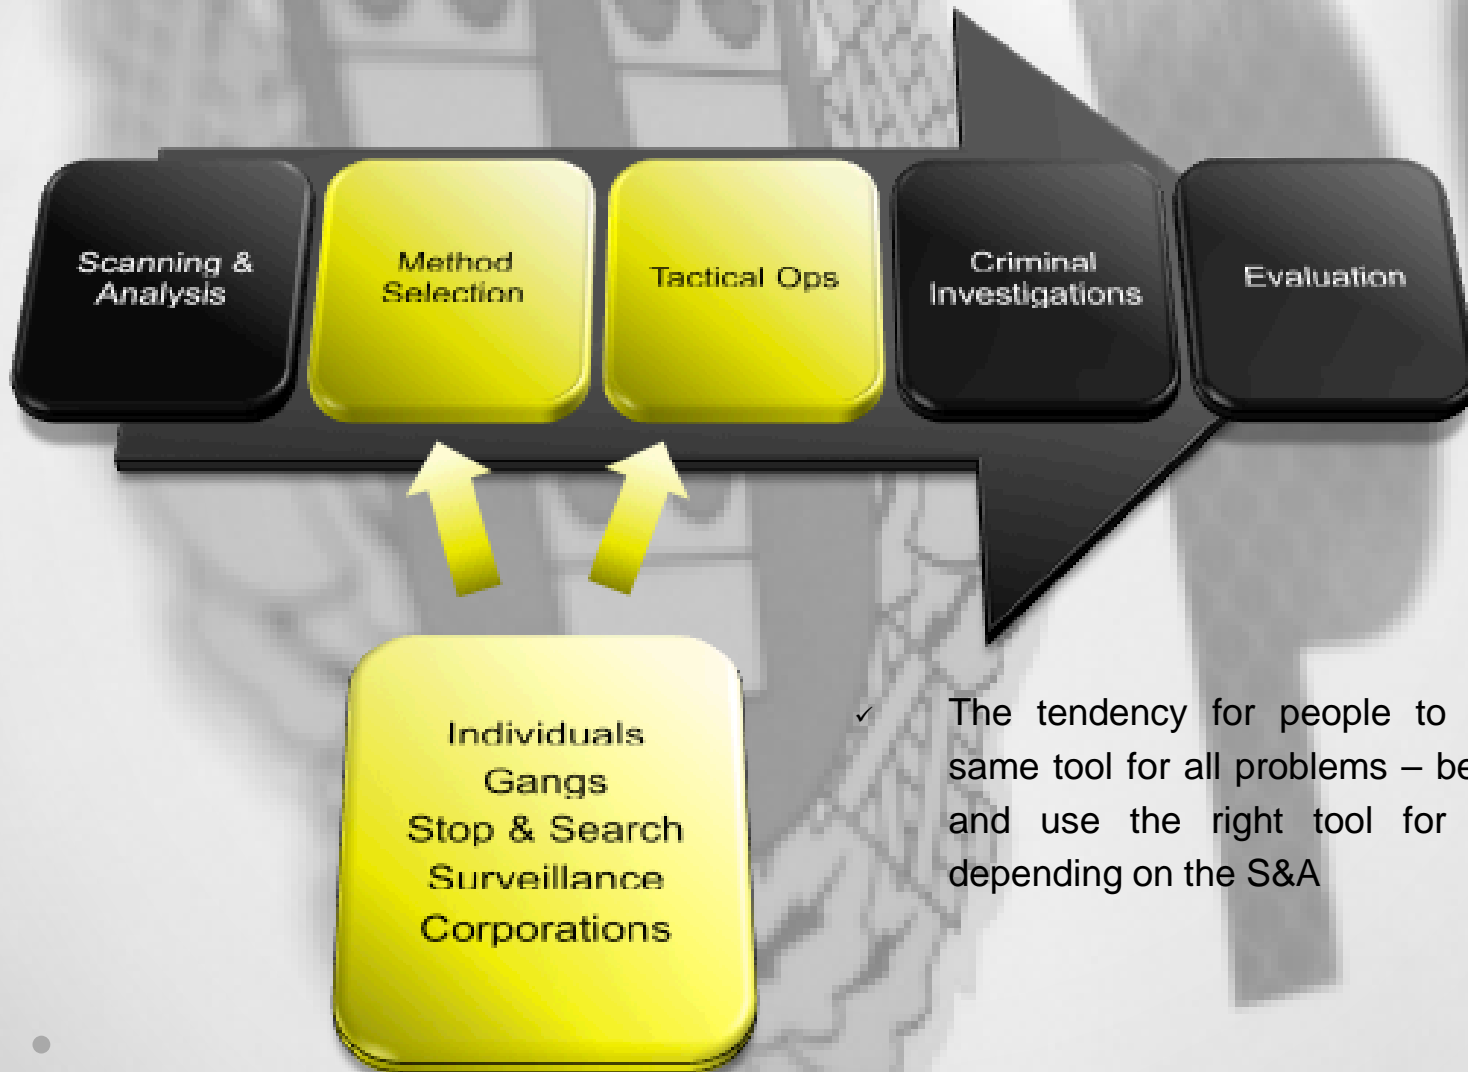 Scanning &
Analysis
Method
Selection
Tactical Ops
Criminal
Investigations
Evaluation
Individuals
Gangs
Stop & Search
Surveillance
Corporations
✓ The tendency for people to
same tool for all problems – be
and use the right tool for
depending on the S&A